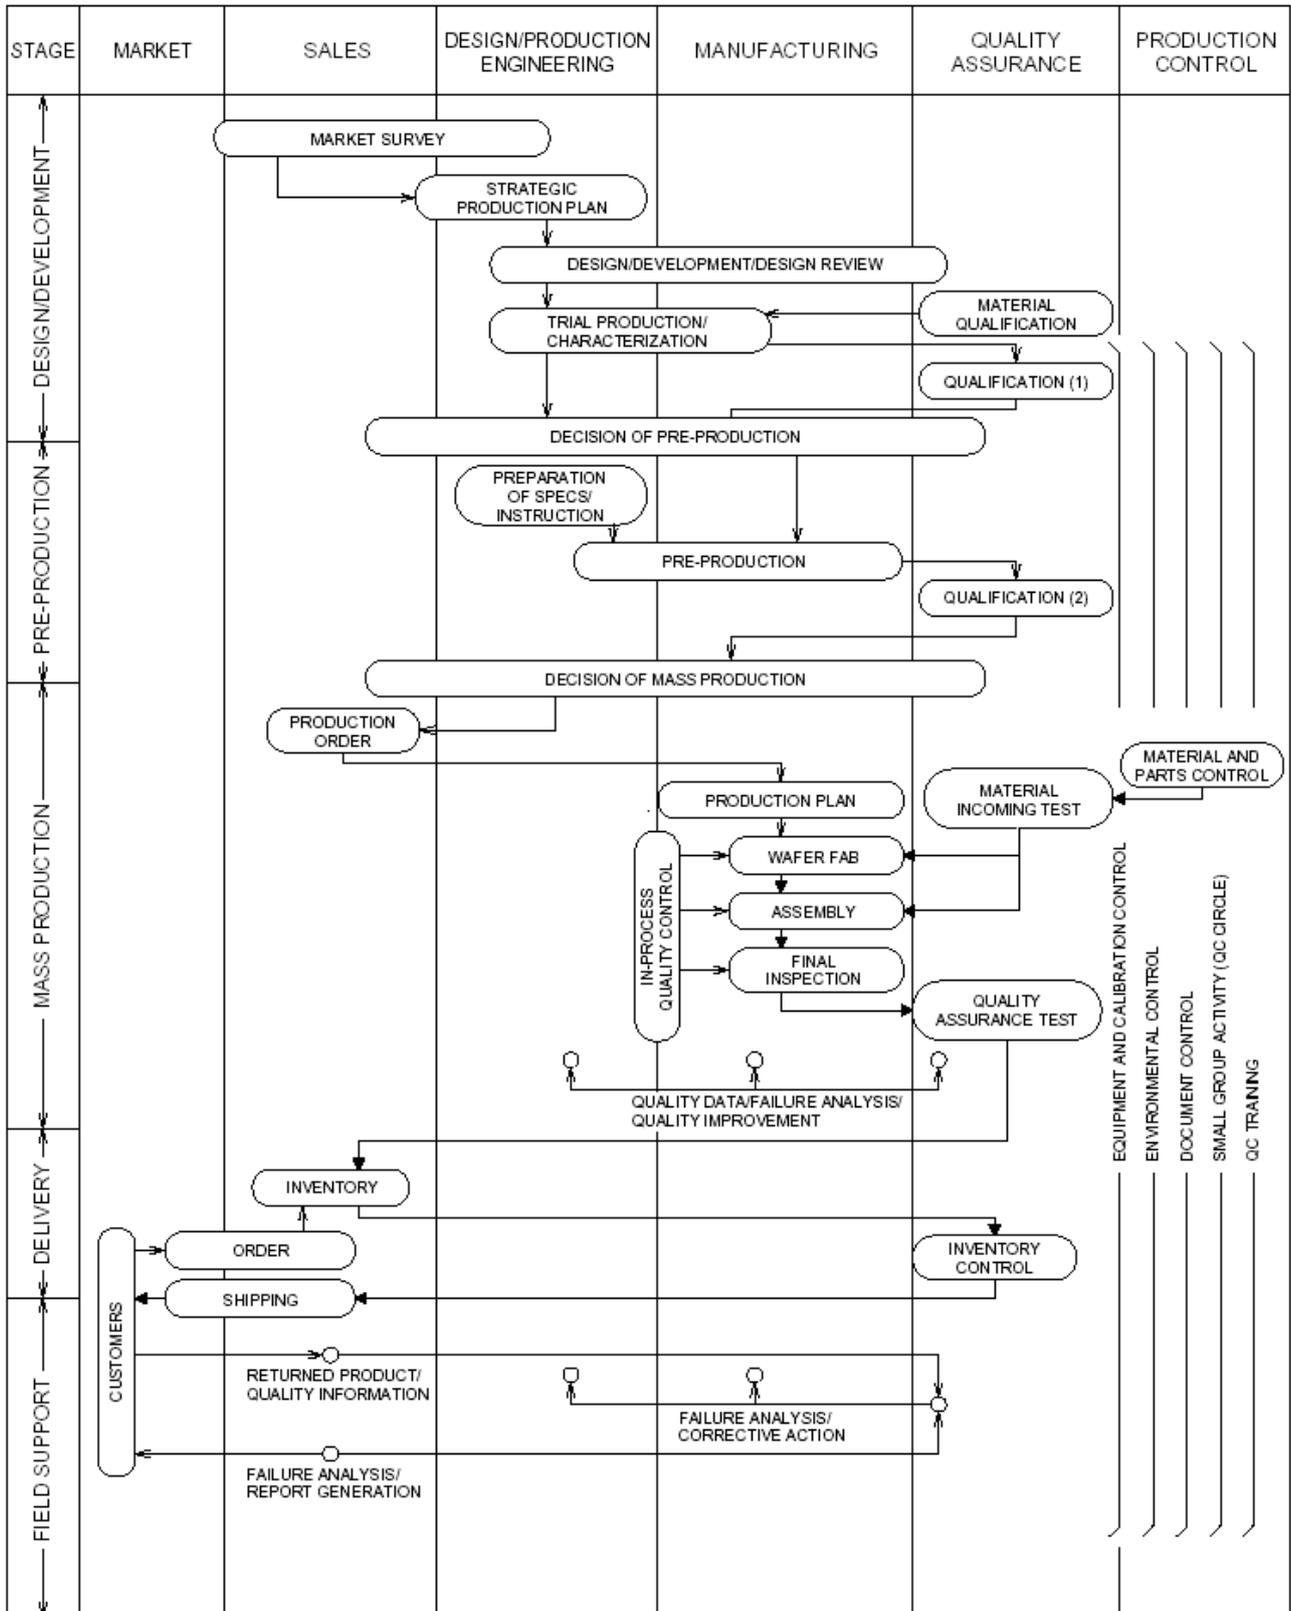 STAGE
MARKET
SALES
DESIGN/PRODUCTION
ENGINEERING
MANUFACTURING
QUALITY
ASSURANCE
PRODUCTION
CONTROL
DESIGN/DEVELOPMENT
MARKET SURVEY
STRATEGIC
PRODUCTION PLAN
DESIGN/DEVELOPMENT/DESIGN REVIEW
TRIAL PRODUCTION/
CHARACTERIZATION
MATERIAL
QUALIFICATION
QUALIFICATION (1)
DECISION OF PRE-PRODUCTION
PRE-PRODUCTION
PREPARATION
OF SPECS/
INSTRUCTION
PRE-PRODUCTION
QUALIFICATION (2)
DECISION OF MASS PRODUCTION
MASS PRODUCTION
PRODUCTION
ORDER
MATERIAL AND
PARTS CONTROL
PRODUCTION PLAN
MATERIAL
INCOMING TEST
IN-PROCESS
QUALITY CONTROL
WAFER FAB
ASSEMBLY
FINAL
INSPECTION
QUALITY
ASSURANCE TEST
QUALITY DATA/FAILURE ANALYSIS/
QUALITY IMPROVEMENT
EQUIPMENT AND CALIBRATION CONTROL
ENVIRONMENTAL CONTROL
DOCUMENT CONTROL
SMALL GROUP ACTIVITY (QC CIRCLE)
QC TRAINING
DELIVERY
INVENTORY
ORDER
INVENTORY
CONTROL
SHIPPING
CUSTOMERS
FIELD SUPPORT
RETURNED PRODUCT/
QUALITY INFORMATION
FAILURE ANALYSIS/
CORRECTIVE ACTION
FAILURE ANALYSIS/
REPORT GENERATION